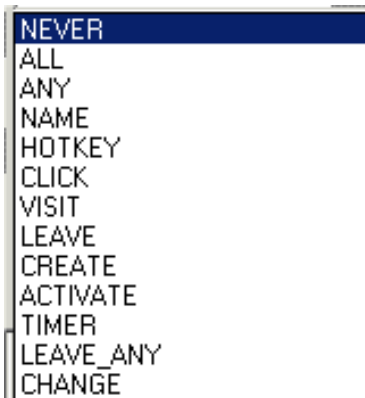 NEVER
ALL
ANY
NAME
HOTKEY
CLICK
VISIT
LEAVE
CREATE
ACTIVATE
TIMER
LEAVE_ANY
CHANGE